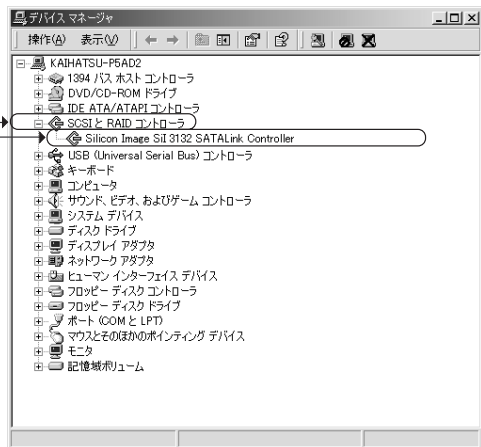 デバイス マネージャ
操作(A) 表示(V)
KAIHATSU-P5AD2
1394 バス ホスト コントローラ
DVD/CD-ROM ドライブ
IDE ATA/ATAPI コントローラ
SCSI と RAID コントローラ
Silicon Image SiI 3132 SATALink Controller
USB (Universal Serial Bus) コントローラ
キーボード
コンピュータ
サウンド、ビデオ、およびゲーム コントローラ
システム デバイス
ディスク ドライブ
ディスプレイ アダプタ
ネットワーク アダプタ
ヒューマン インターフェイス デバイス
フロッピー ディスク コントローラ
フロッピー ディスク ドライブ
ポート (COM と LPT)
マウスとそのほかのポインティング デバイス
モニタ
記憶域ボリューム